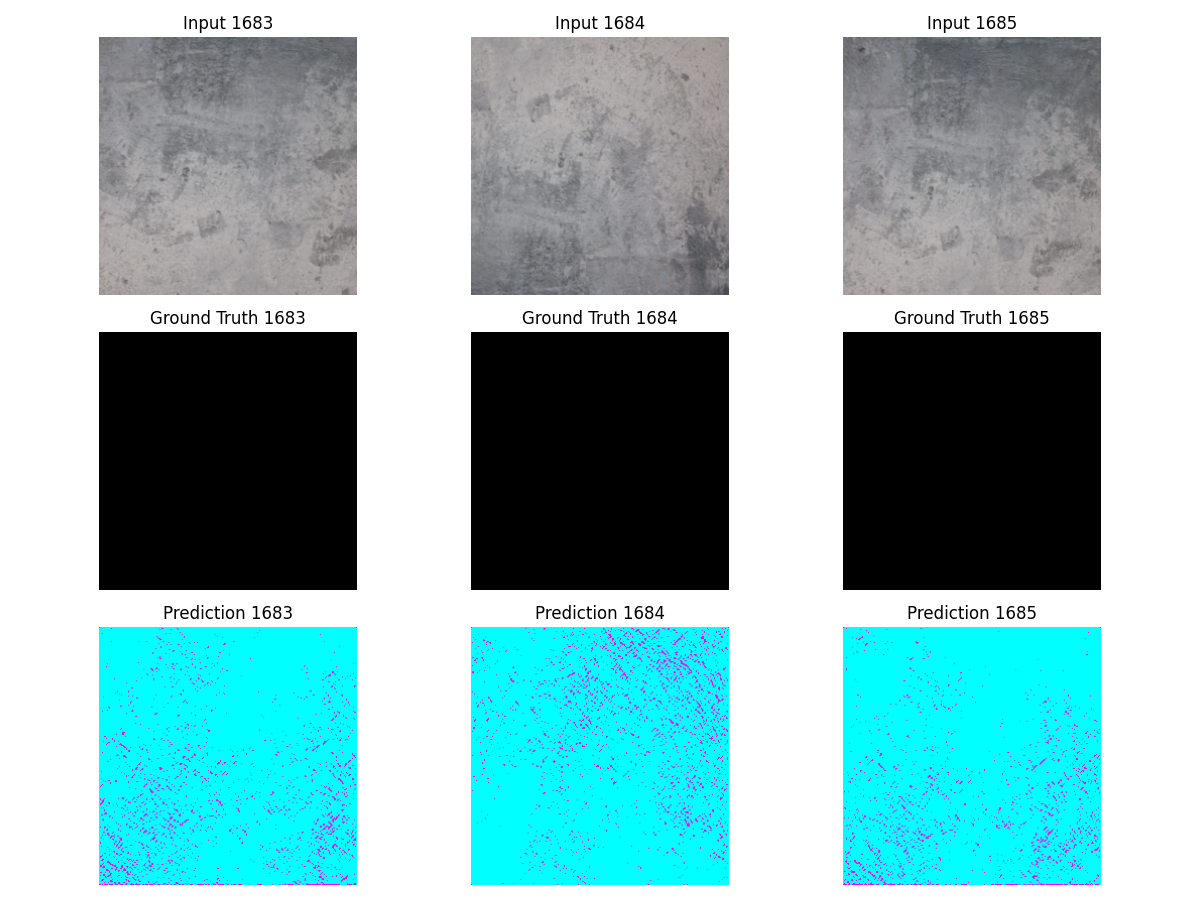 Input 1683
Input 1684
Input 1685
Ground Truth 1683
Ground Truth 1684
Ground Truth 1685
Prediction 1683
Prediction 1684
Prediction 1685